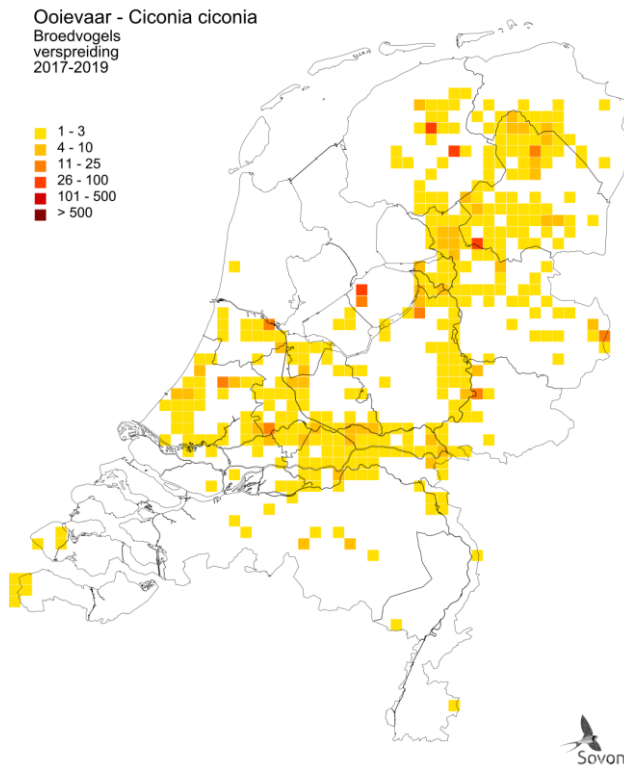 Ooievaar - Ciconia ciconia
Broedvogels
verspreiding
2017-2019
1 - 3
4 - 10
11 - 25
26 - 100
101 - 500
> 500
Sovon